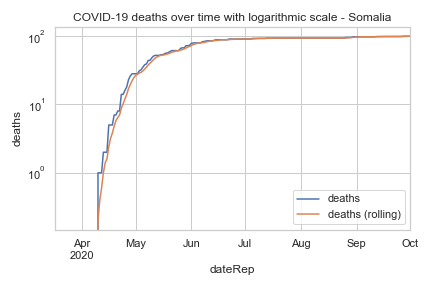 COVID-19 deaths over time with logarithmic scale - Somalia
deaths
10²
10¹
10⁰
deaths
deaths (rolling)
Apr May Jun Jul Aug Sep Oct
2020
dateRep